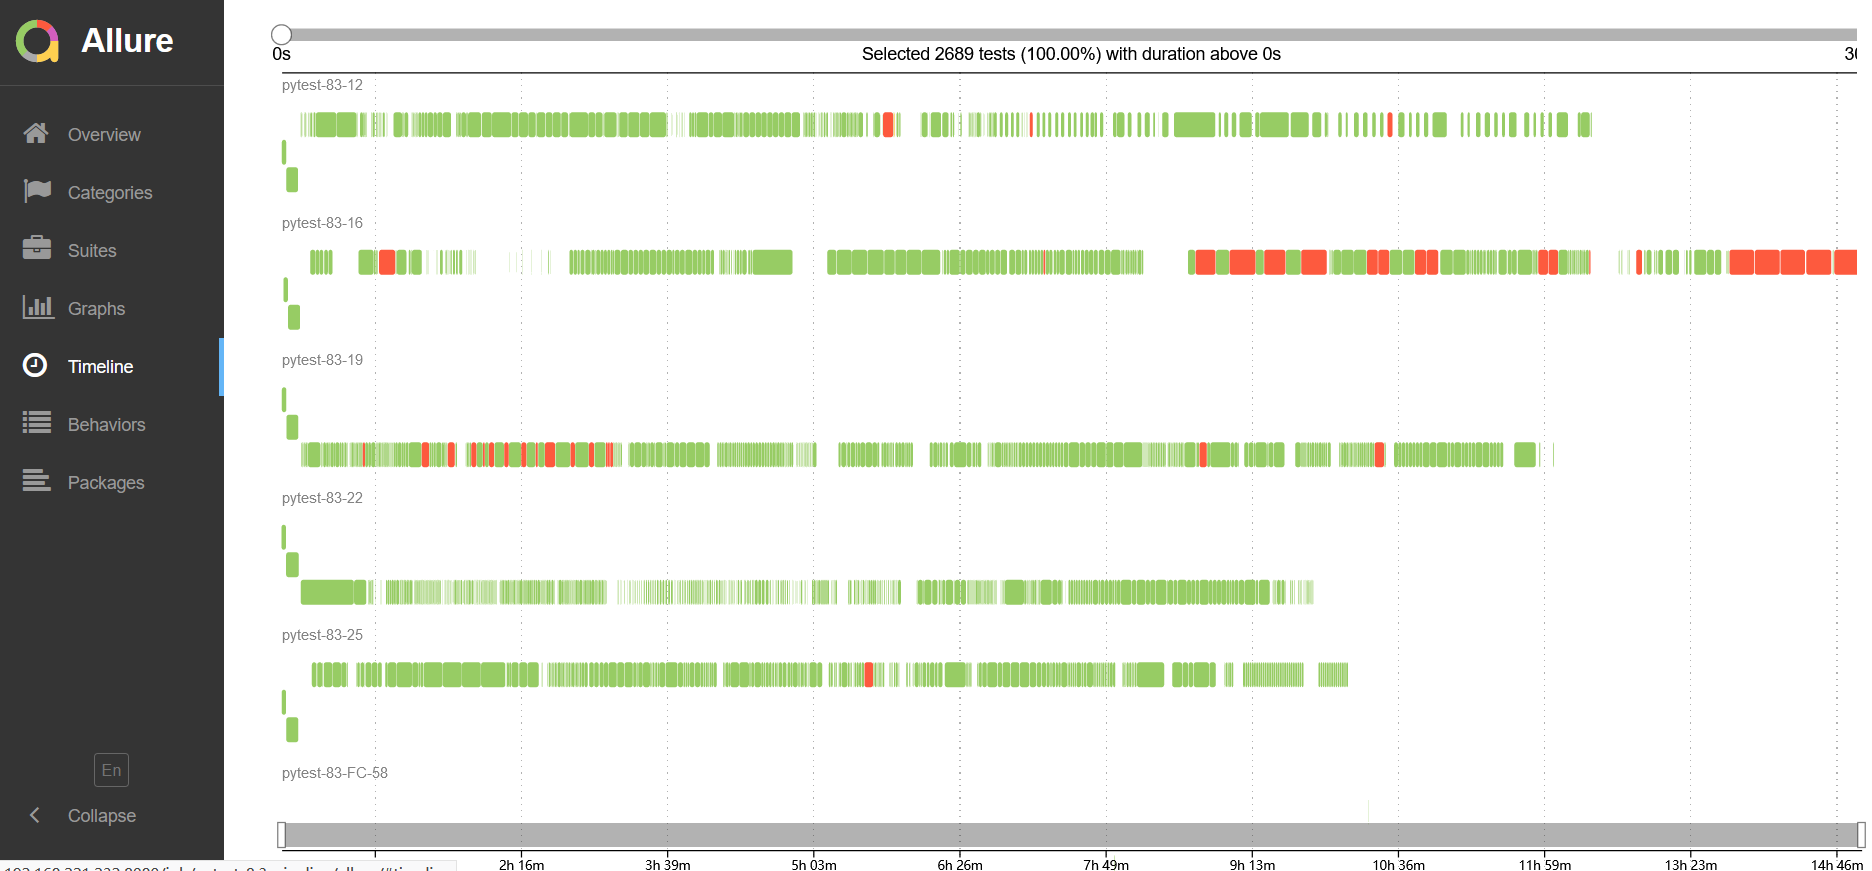 Allure
Overview
Categories
Suites
Graphs
Timeline
Behaviors
Packages
En
Collapse
0s
Selected 2689 tests (100.00%) with duration above 0s
pytest-83-12
pytest-83-16
pytest-83-19
pytest-83-22
pytest-83-25
pytest-83-FC-58
2h 16m
3h 39m
5h 03m
6h 26m
7h 49m
9h 13m
10h 36m
11h 59m
13h 23m
14h 46m